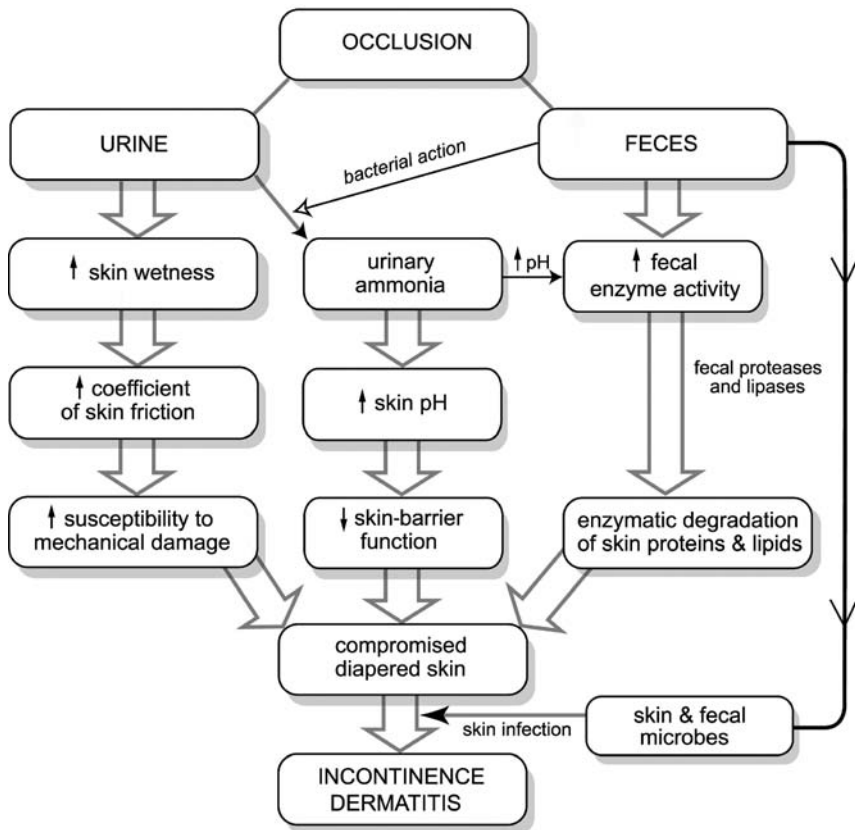 OCCLUSION
URINE
FECES
bacterial action
↑ skin wetness
urinary
ammonia
↑ pH
↑ fecal
enzyme activity
↑ coefficient
of skin friction
↑ skin pH
fecal proteases
and lipases
↑ susceptibility to
mechanical damage
↓ skin-barrier
function
enzymatic degradation
of skin proteins & lipids
compromised
diapered skin
skin infection
skin & fecal
microbes
INCONTINENCE
DERMATITIS